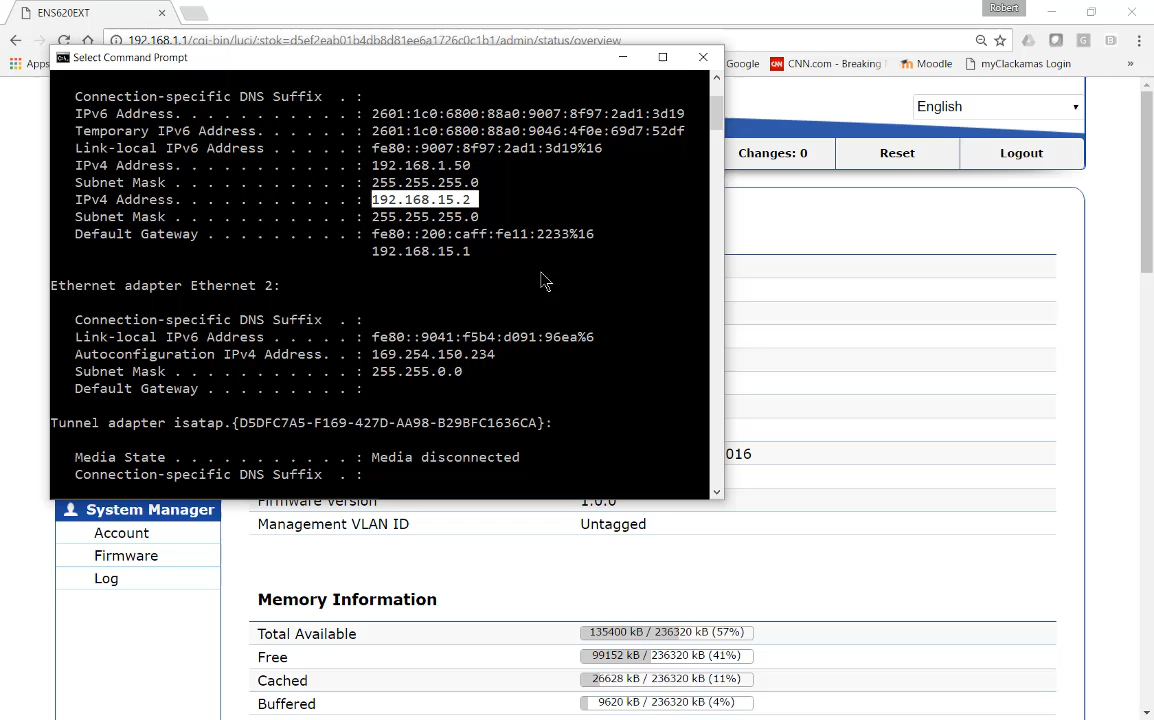 ENS620EXT
Robert
192.168.1.1/cgi-bin/luci/;stok=d5ef2eab01b4db8d81ee6a1726c0c1b1/admin/status/overview
Apps
Google
CNN.com - Breaking
Moodle
myClackamas Login
»
Select Command Prompt
Connection-specific DNS Suffix . :
IPv6 Address. . . . . . . . . . . : 2601:1c0:6800:88a0:9007:8f97:2ad1:3d19
Temporary IPv6 Address. . . . . . : 2601:1c0:6800:88a0:9046:4f0e:69d7:52df
Link-local IPv6 Address . . . . . : fe80::9007:8f97:2ad1:3d19%16
IPv4 Address. . . . . . . . . . . : 192.168.1.50
Subnet Mask . . . . . . . . . . . : 255.255.255.0
IPv4 Address. . . . . . . . . . . : 192.168.15.2
Subnet Mask . . . . . . . . . . . : 255.255.255.0
Default Gateway . . . . . . . . . : fe80::200:caff:fe11:2233%16
192.168.15.1
Ethernet adapter Ethernet 2:
Connection-specific DNS Suffix . :
Link-local IPv6 Address . . . . . : fe80::9041:f5b4:d091:96ea%6
Autoconfiguration IPv4 Address. . : 169.254.150.234
Subnet Mask . . . . . . . . . . . : 255.255.0.0
Default Gateway . . . . . . . . . :
Tunnel adapter isatap.{D5DFC7A5-F169-427D-AA98-B29BFC1636CA}:
Media State . . . . . . . . . . . : Media disconnected
Connection-specific DNS Suffix . :
English
Changes: 0
Reset
Logout
016
System Manager
Account
Firmware
Log
Firmware Version 1.0.0
Management VLAN ID Untagged
Memory Information
Total Available 135400 kB / 236320 kB (57%)
Free 99152 kB / 236320 kB (41%)
Cached 26628 kB / 236320 kB (11%)
Buffered 9620 kB / 236320 kB (4%)